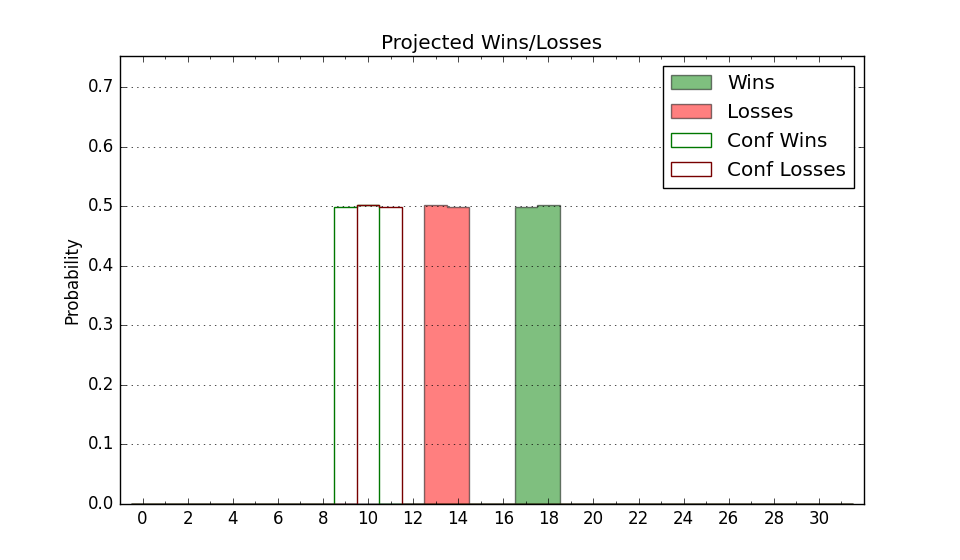 Projected Wins/Losses
Wins
Losses
Conf Wins
Conf Losses
Probability
0.7
0.6
0.5
0.4
0.3
0.2
0.1
0.0
0 2 4 6 8 10 12 14 16 18 20 22 24 26 28 30